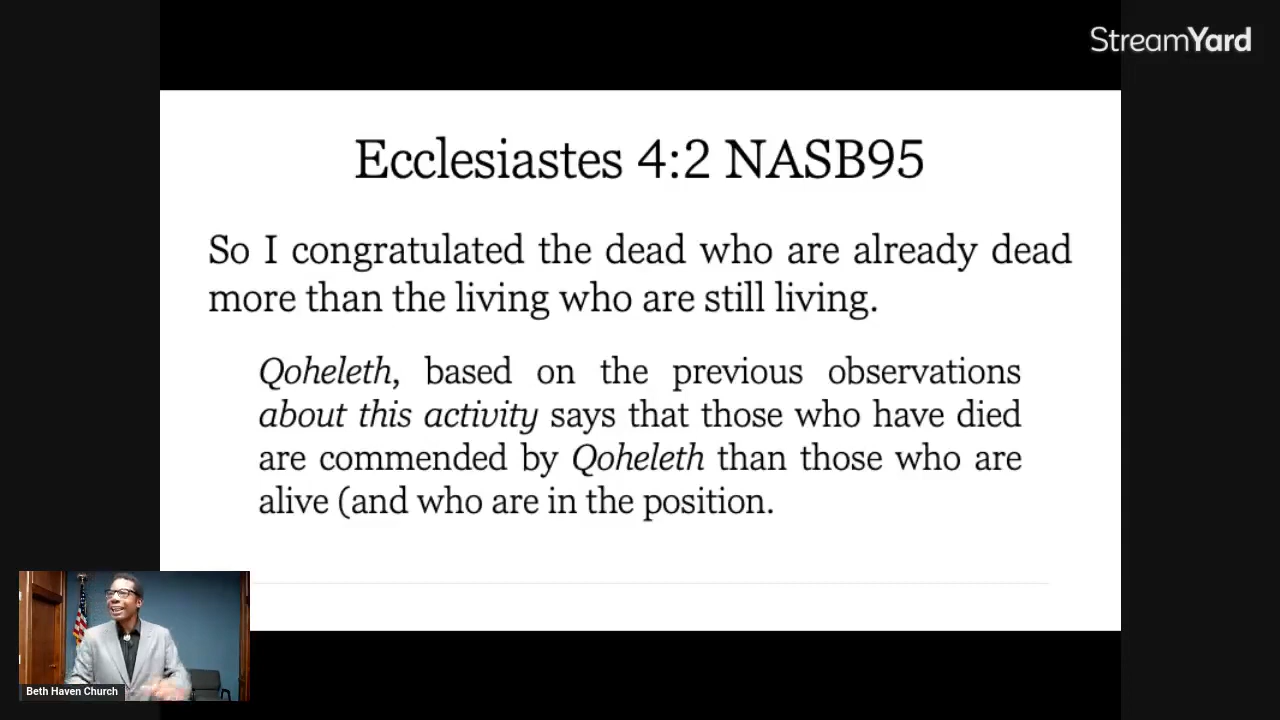 StreamYard
Ecclesiastes 4:2 NASB95
So I congratulated the dead who are already dead
more than the living who are still living.
Qoheleth, based on the previous observations
about this activity says that those who have died
are commended by Qoheleth than those who are
alive (and who are in the position.
Beth Haven Church